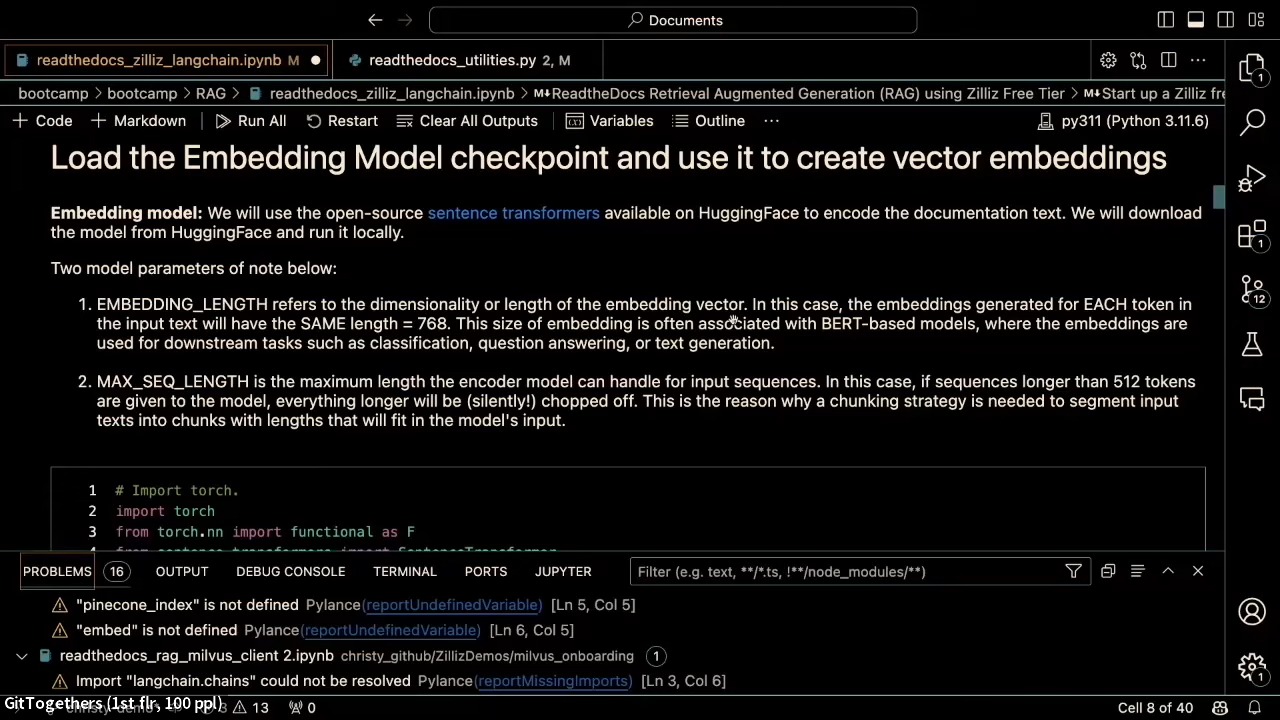 Documents
readthedocs_zilliz_langchain.ipynb M
readthedocs_utilities.py 2, M
bootcamp > bootcamp > RAG > readthedocs_zilliz_langchain.ipynb > M↓ReadtheDocs Retrieval Augmented Generation (RAG) using Zilliz Free Tier > M↓Start up a Zilliz fre
+ Code + Markdown Run All Restart Clear All Outputs Variables Outline ··· py311 (Python 3.11.6)
Load the Embedding Model checkpoint and use it to create vector embeddings
Embedding model: We will use the open-source sentence transformers available on HuggingFace to encode the documentation text. We will download
the model from HuggingFace and run it locally.
Two model parameters of note below:
1. EMBEDDING_LENGTH refers to the dimensionality or length of the embedding vector. In this case, the embeddings generated for EACH token in
the input text will have the SAME length = 768. This size of embedding is often associated with BERT-based models, where the embeddings are
used for downstream tasks such as classification, question answering, or text generation.
2. MAX_SEQ_LENGTH is the maximum length the encoder model can handle for input sequences. In this case, if sequences longer than 512 tokens
are given to the model, everything longer will be (silently!) chopped off. This is the reason why a chunking strategy is needed to segment input
texts into chunks with lengths that will fit in the model's input.
1 # Import torch.
2 import torch
3 from torch.nn import functional as F
4 from sentence_transformers import SentenceTransformer
PROBLEMS 16 OUTPUT DEBUG CONSOLE TERMINAL PORTS JUPYTER Filter (e.g. text, **/*.ts, !**/node_modules/**)
"pinecone_index" is not defined Pylance(reportUndefinedVariable) [Ln 5, Col 5]
"embed" is not defined Pylance(reportUndefinedVariable) [Ln 6, Col 5]
readthedocs_rag_milvus_client 2.ipynb christy_github/ZillizDemos/milvus_onboarding 1
Import "langchain.chains" could not be resolved Pylance(reportMissingImports) [Ln 3, Col 6]
GitTogethers (1st flr, 100 ppl)
13 0 Cell 8 of 40
1
1
12
1